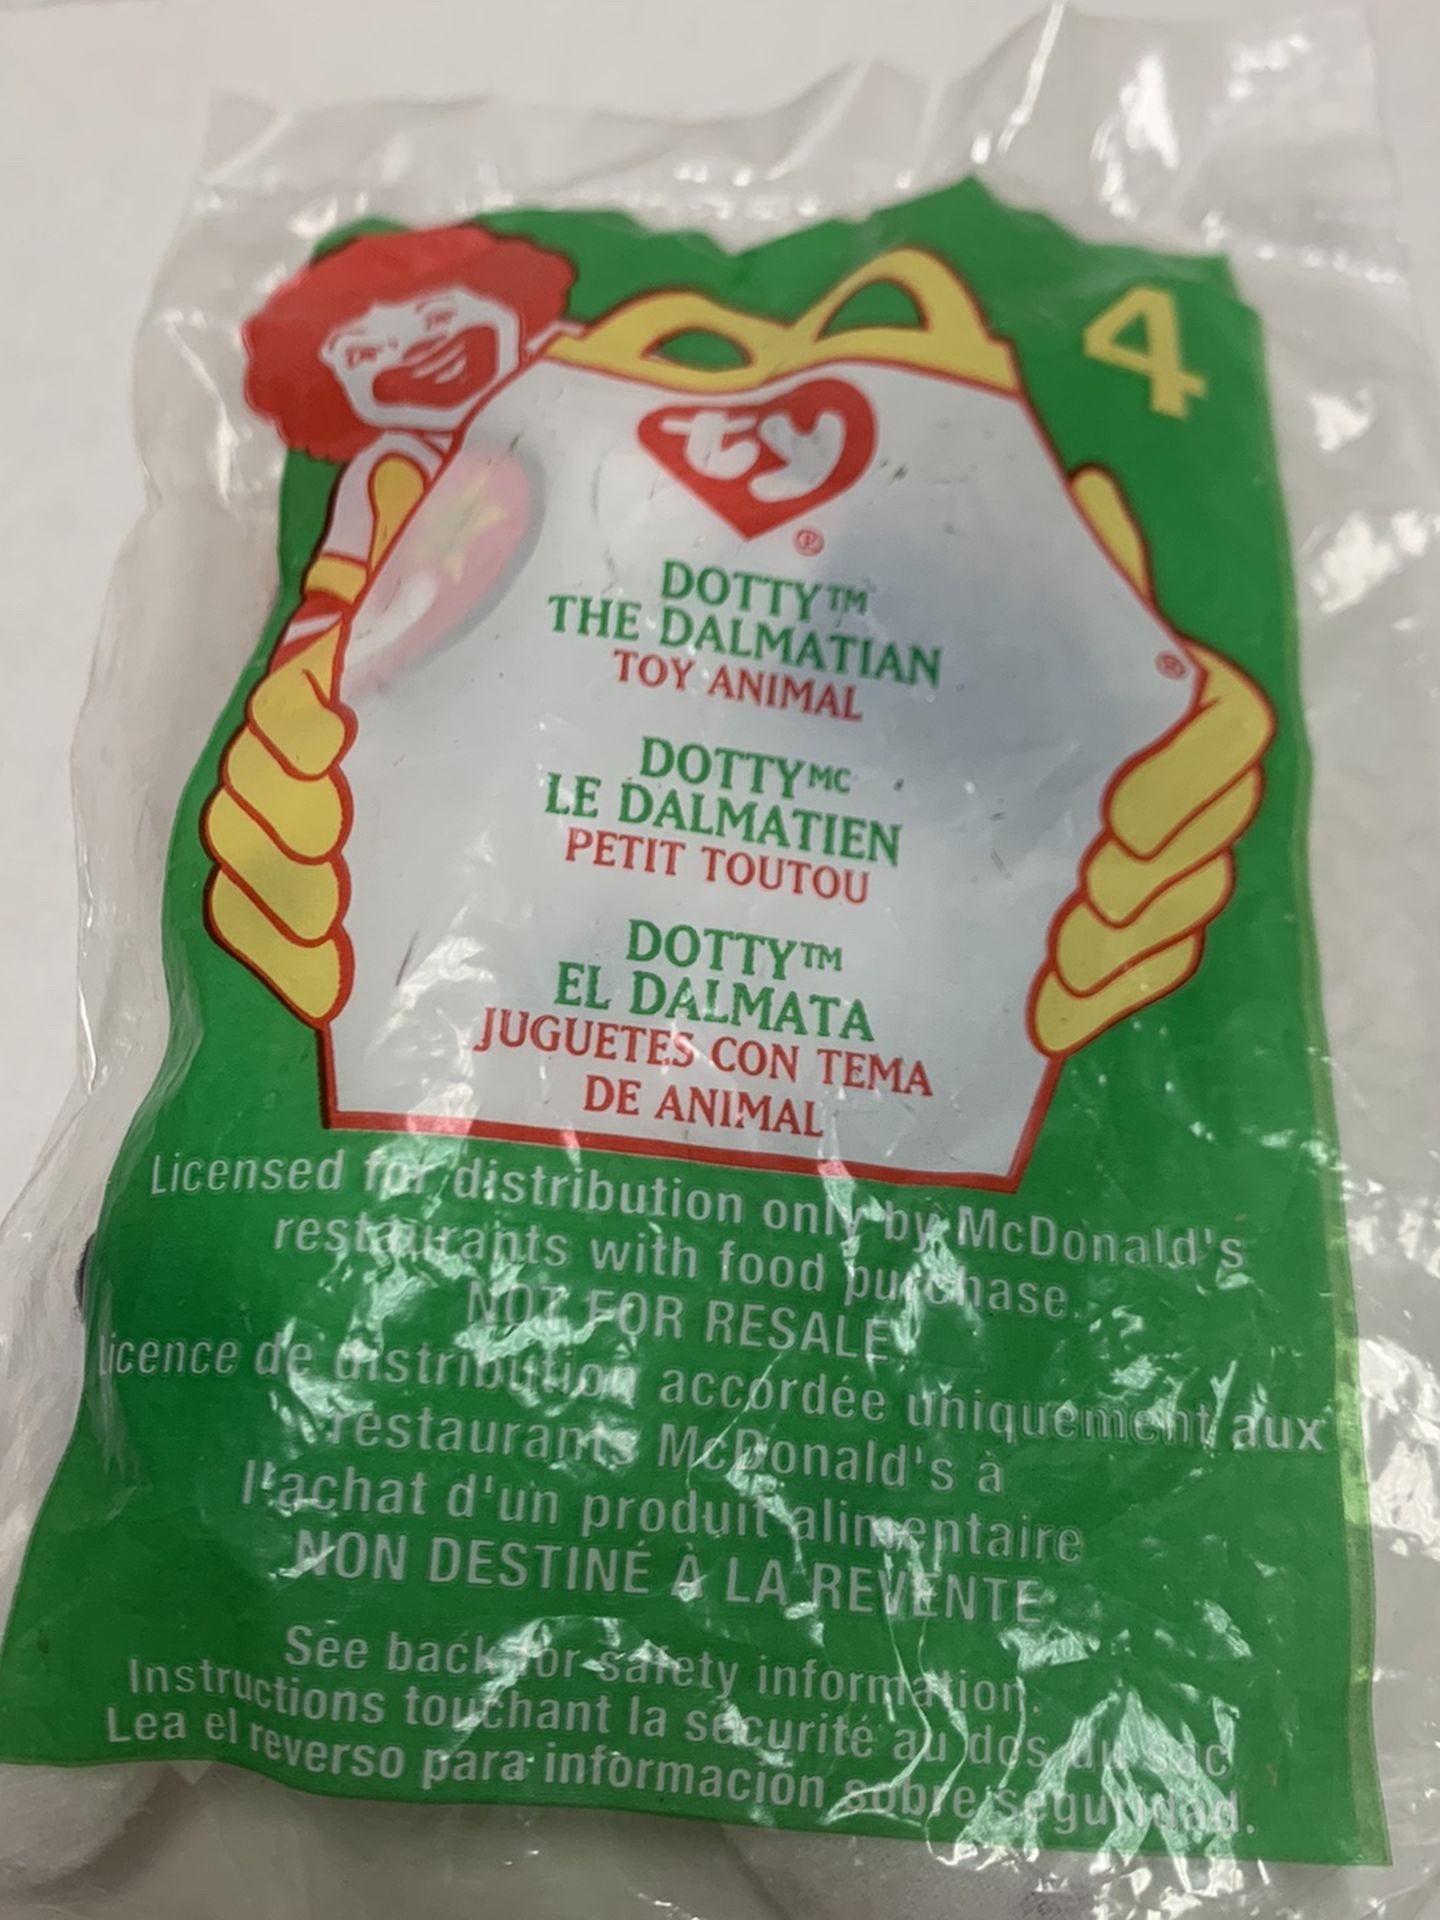 4
ty
®
DOTTY™
THE DALMATIAN
TOY ANIMAL
®
DOTTYMC
LE DALMATIEN
PETIT TOUTOU
DOTTY™
EL DALMATA
JUGUETES CON TEMA
DE ANIMAL
Licensed for distribution only by McDonald's
restaurants with food purchase.
NOT FOR RESALE
Licence de distribution accordée uniquement aux
restaurants McDonald's à
l'achat d'un produit alimentaire
NON DESTINÉ À LA REVENTE
See back for safety information.
Instructions touchant la sécurité au dos du sac
Lea el reverso para información sobre seguridad.